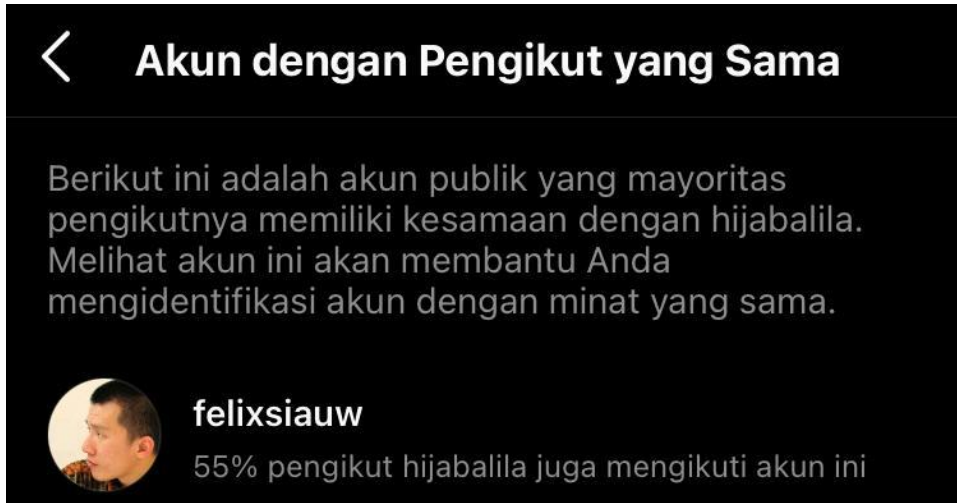 Akun dengan Pengikut yang Sama
Berikut ini adalah akun publik yang mayoritas
pengikutnya memiliki kesamaan dengan hijabalila.
Melihat akun ini akan membantu Anda
mengidentifikasi akun dengan minat yang sama.
felixsiauw
55% pengikut hijabalila juga mengikuti akun ini